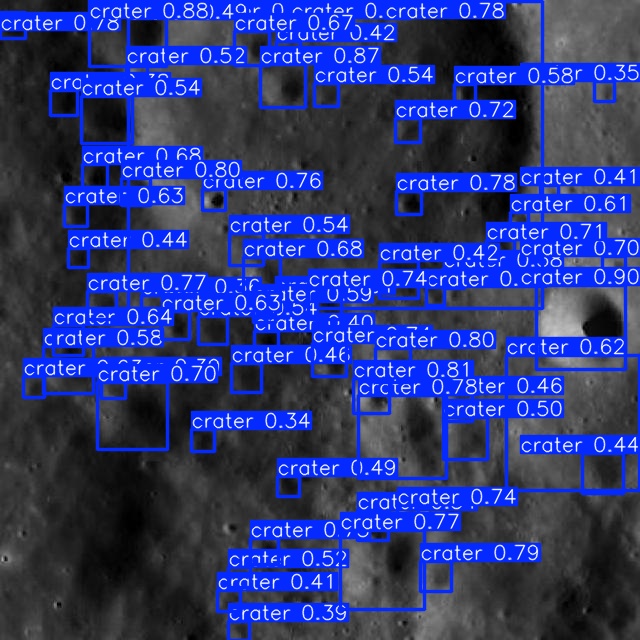 crater 0.88
crater 0.78
crater 0.78
crater 0.67
0.42
crater 0.52
crater 0.87
crater 0.54
crater 0.58
0.35
crater 0.54
crater 0.72
crater 0.68
crater 0.80
0.76
crater 0.78
crater 0.41
crater 0.63
crater 0.61
crater 0.54
crater 0.71
crater 0.44
crater 0.68
crater 0.42
0.70
crater 0.77
crater 0.74
crater
crater 0.90
crater 0.63
0.59
crater 0.64
0.40
crater 0.58
crater
crater 0.80
crater 0.62
crater 0.46
crater 0.70
crater 0.81
crater 0.78
0.46
crater 0.34
crater 0.50
crater 0.44
crater 0.49
crater 0.74
crater 0.77
crater
crater 0.52
crater 0.79
crater 0.41
crater 0.39